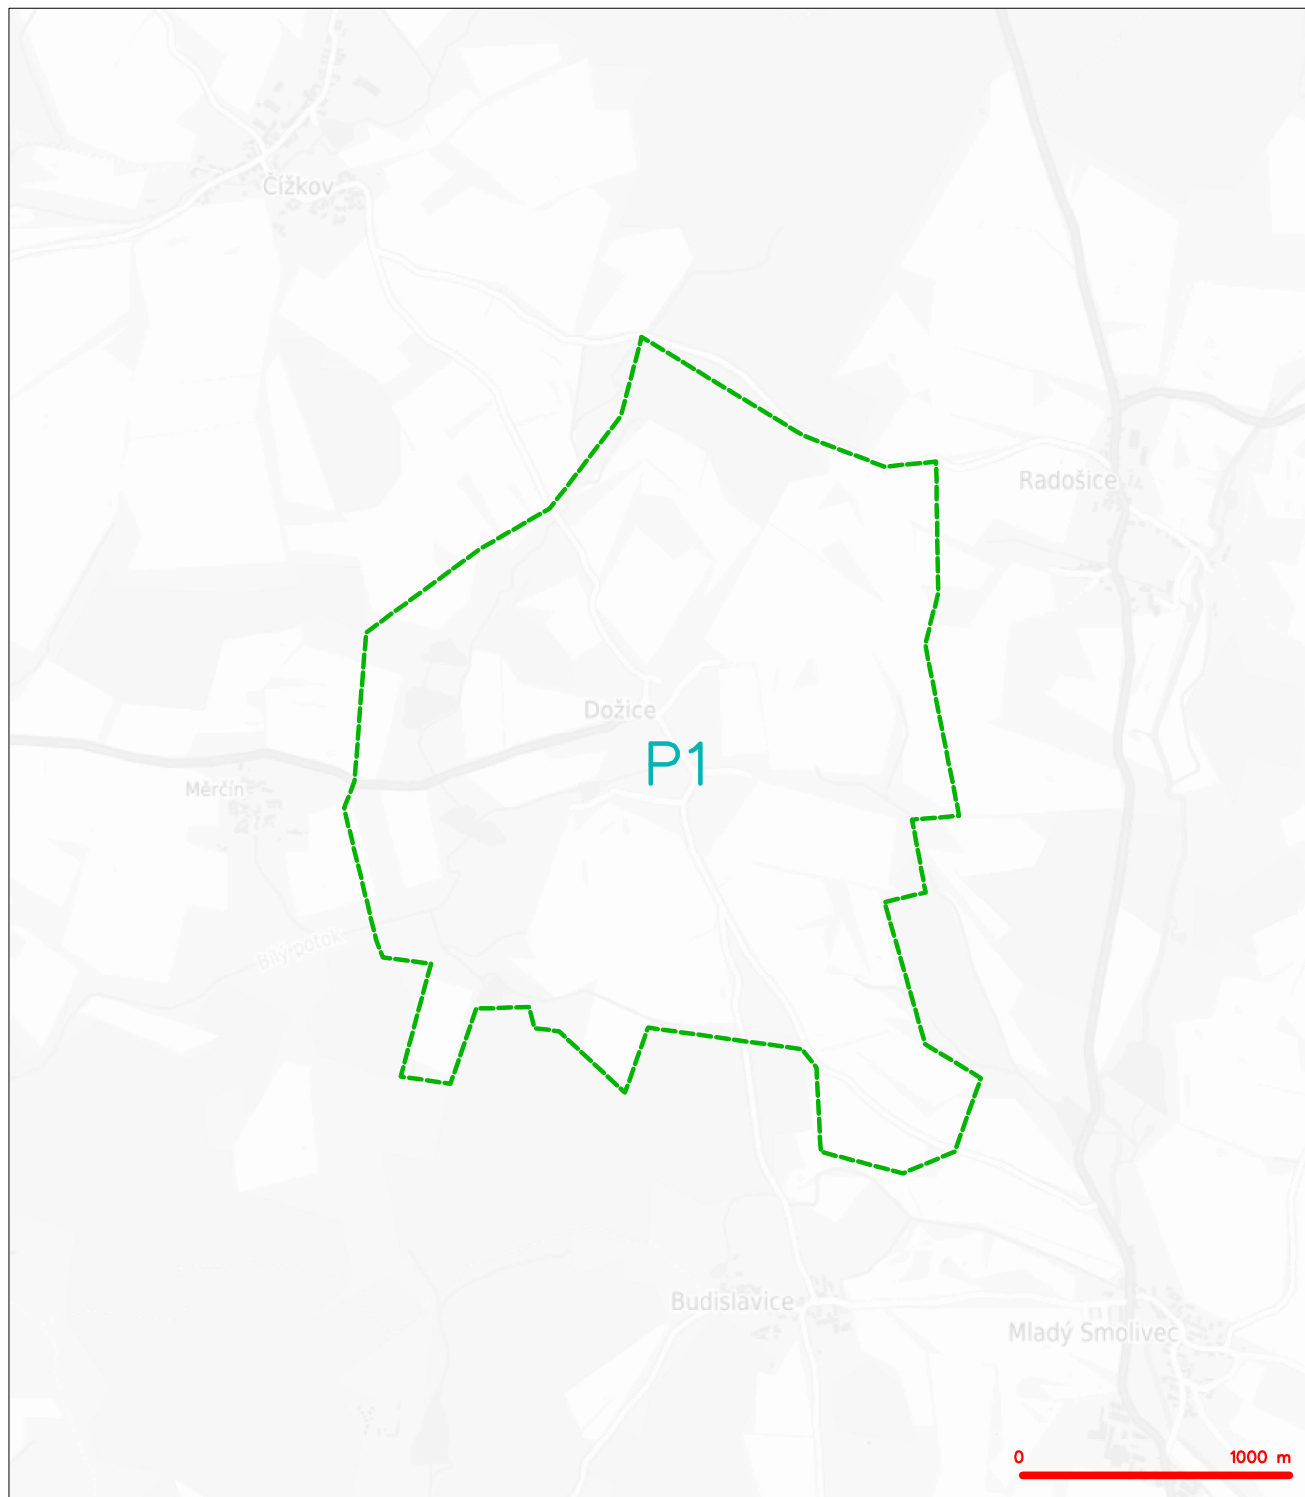 Čížkov
Radošice
Dožice
P1
Měrčín
Bílý potok
Budislavice
Mladý Smolivec
0 1000 m